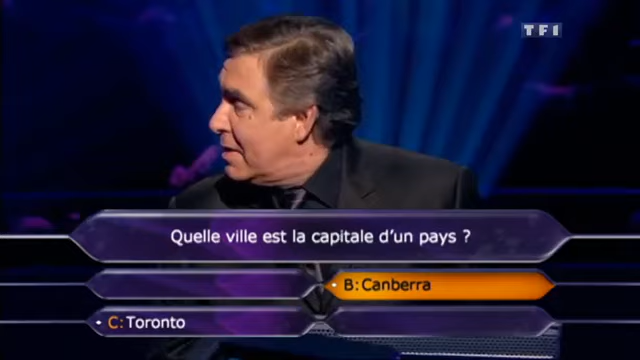 TF1
Quelle ville est la capitale d'un pays ?
B: Canberra
C: Toronto